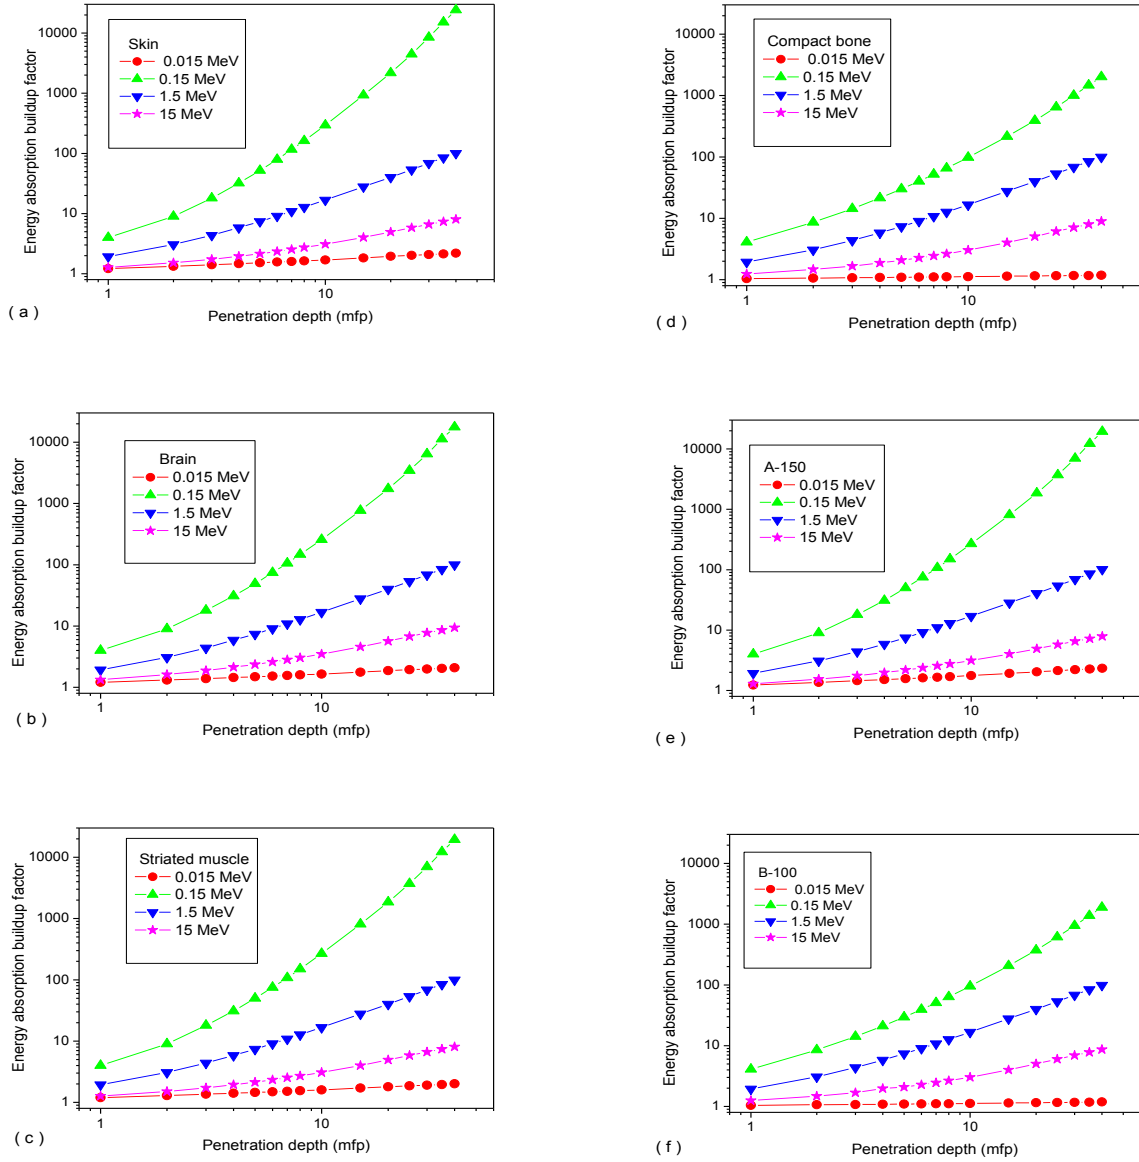 Energy absorption buildup factor
10000
1000
100
10
1
Skin
0.015 MeV
0.15 MeV
1.5 MeV
15 MeV
1
10
Penetration depth (mfp)
( a )
Energy absorption buildup factor
10000
1000
100
10
1
Compact bone
0.015 MeV
0.15 MeV
1.5 MeV
15 MeV
1
10
Penetration depth (mfp)
( d )
Energy absorption buildup factor
10000
1000
100
10
1
Brain
0.015 MeV
0.15 MeV
1.5 MeV
15 MeV
1
10
Penetration depth (mfp)
( b )
Energy absorption buildup factor
10000
1000
100
10
1
A-150
0.015 MeV
0.15 MeV
1.5 MeV
15 MeV
1
10
Penetration depth (mfp)
( e )
Energy absorption buildup factor
10000
1000
100
10
1
Striated muscle
0.015 MeV
0.15 MeV
1.5 MeV
15 MeV
1
10
Penetration depth (mfp)
( c )
Energy absorption buildup factor
10000
1000
100
10
1
B-100
0.015 MeV
0.15 MeV
1.5 MeV
15 MeV
1
10
Penetration depth (mfp)
( f )